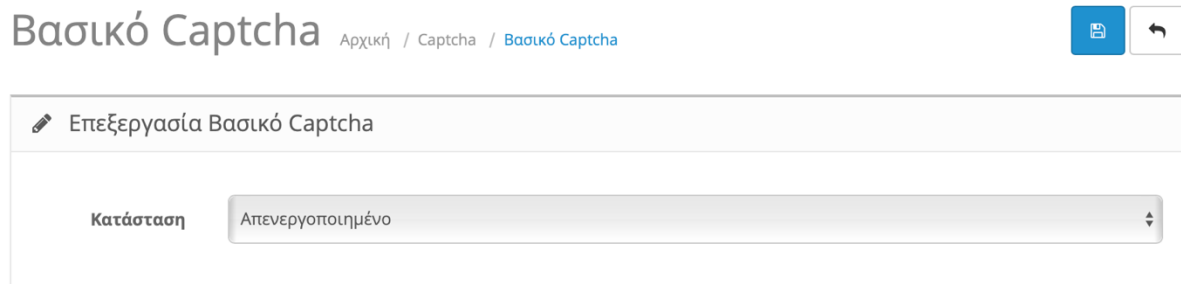 Βασικό Captcha Αρχική / Captcha / Βασικό Captcha
Επεξεργασία Βασικό Captcha
Κατάσταση Απενεργοποιημένο